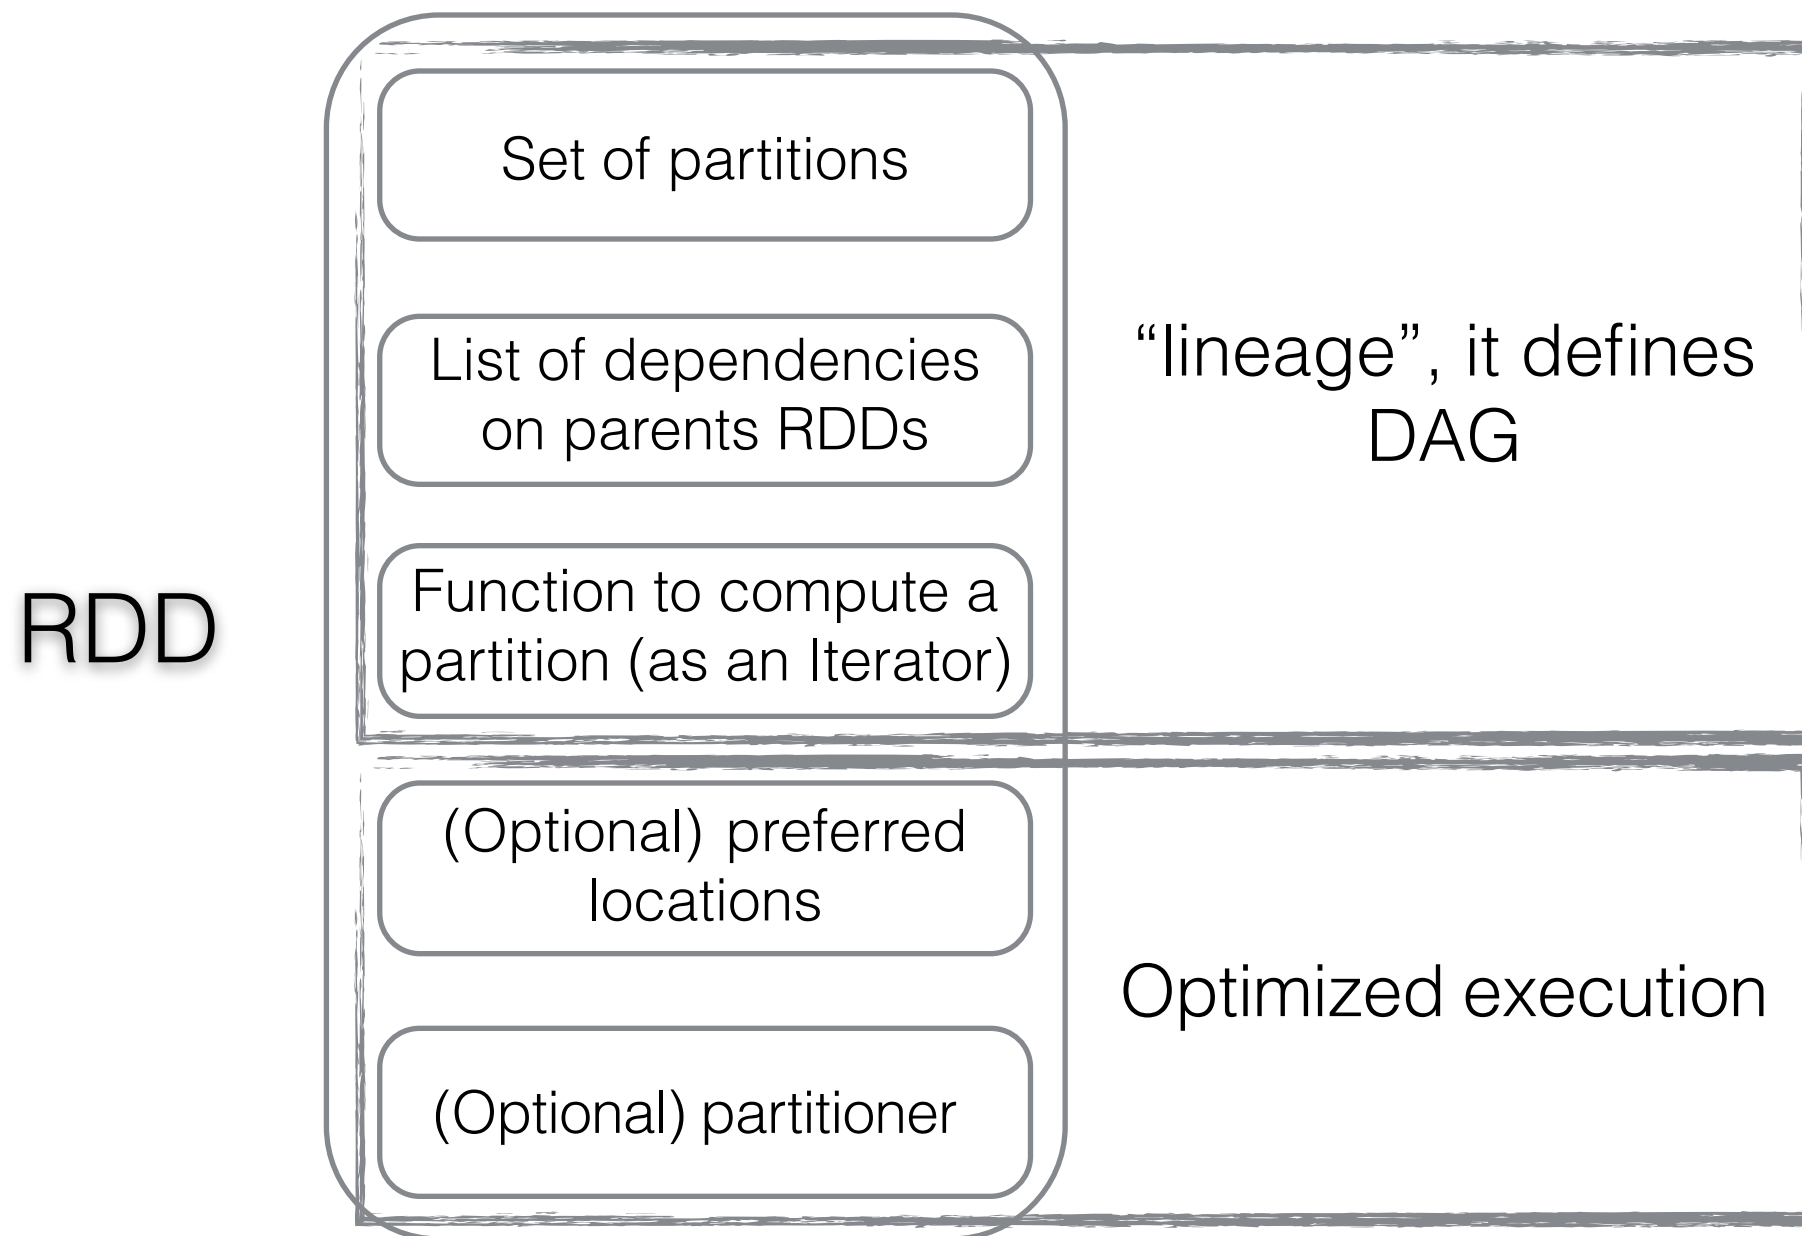 RDD
Set of partitions
List of dependencies
on parents RDDs
Function to compute a
partition (as an Iterator)
“lineage”, it defines
DAG
(Optional) preferred
locations
(Optional) partitioner
Optimized execution